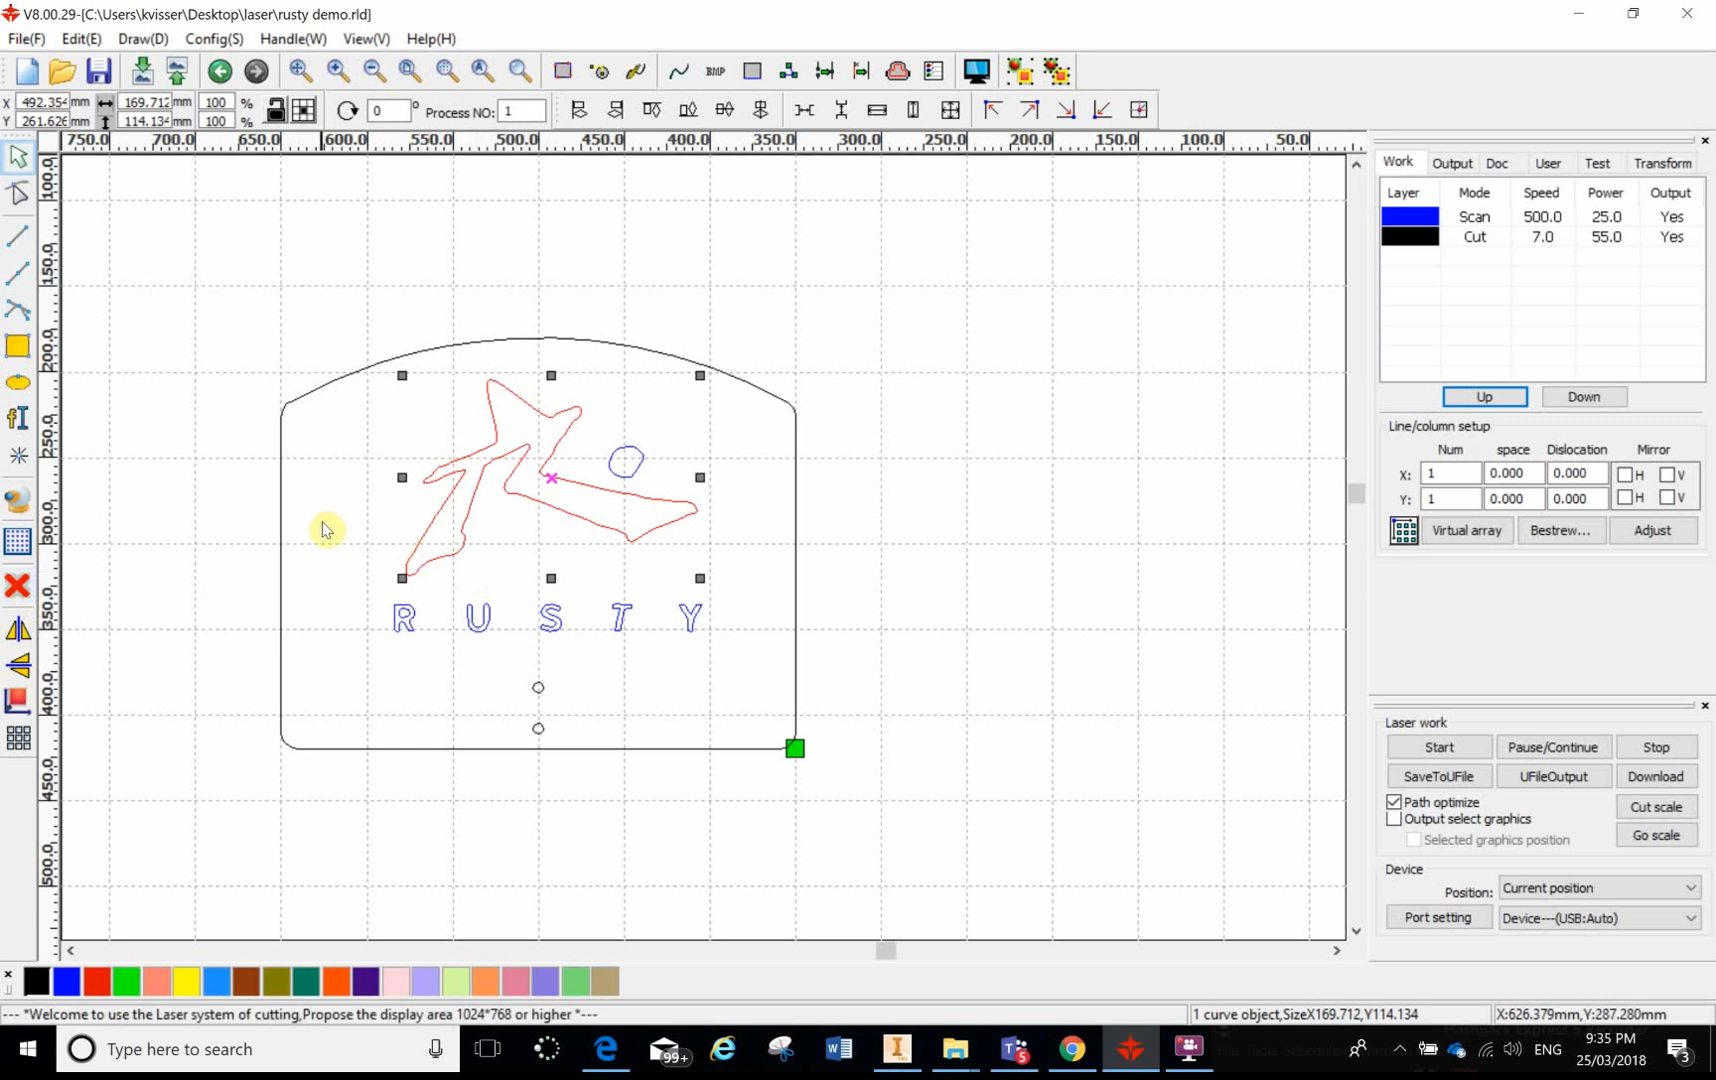 V8.00.29-[C:\Users\kvisser\Desktop\laser\rusty demo.rld]
File(F) Edit(E) Draw(D) Config(S) Handle(W) View(V) Help(H)
BMP
X 492.354 mm 169.712 mm 100 %
Y 261.626 mm 114.134 mm 100 %
0 ° Process NO: 1
750.0 700.0 650.0 600.0 550.0 500.0 450.0 400.0 350.0 300.0 250.0 200.0 150.0 100.0 50.0
100.0
150.0
200.0
250.0
300.0
350.0
400.0
450.0
500.0
R U S T Y
Work Output Doc User Test Transform
Layer Mode Speed Power Output
Scan 500.0 25.0 Yes
Cut 7.0 55.0 Yes
Up Down
Line/column setup
Num space Dislocation Mirror
X: 1 0.000 0.000 H V
Y: 1 0.000 0.000 H V
Virtual array Bestrew... Adjust
Laser work
Start Pause/Continue Stop
SaveToUFile UFileOutput Download
Path optimize
Output select graphics
Cut scale
Selected graphics position
Go scale
Device
Position: Current position
Port setting Device---(USB:Auto)
--- *Welcome to use the Laser system of cutting,Propose the display area 1024*768 or higher *---
1 curve object,SizeX169.712,Y114.134
X:626.379mm,Y:287.280mm
Type here to search
99+
5
ENG
9:35 PM
25/03/2018
3